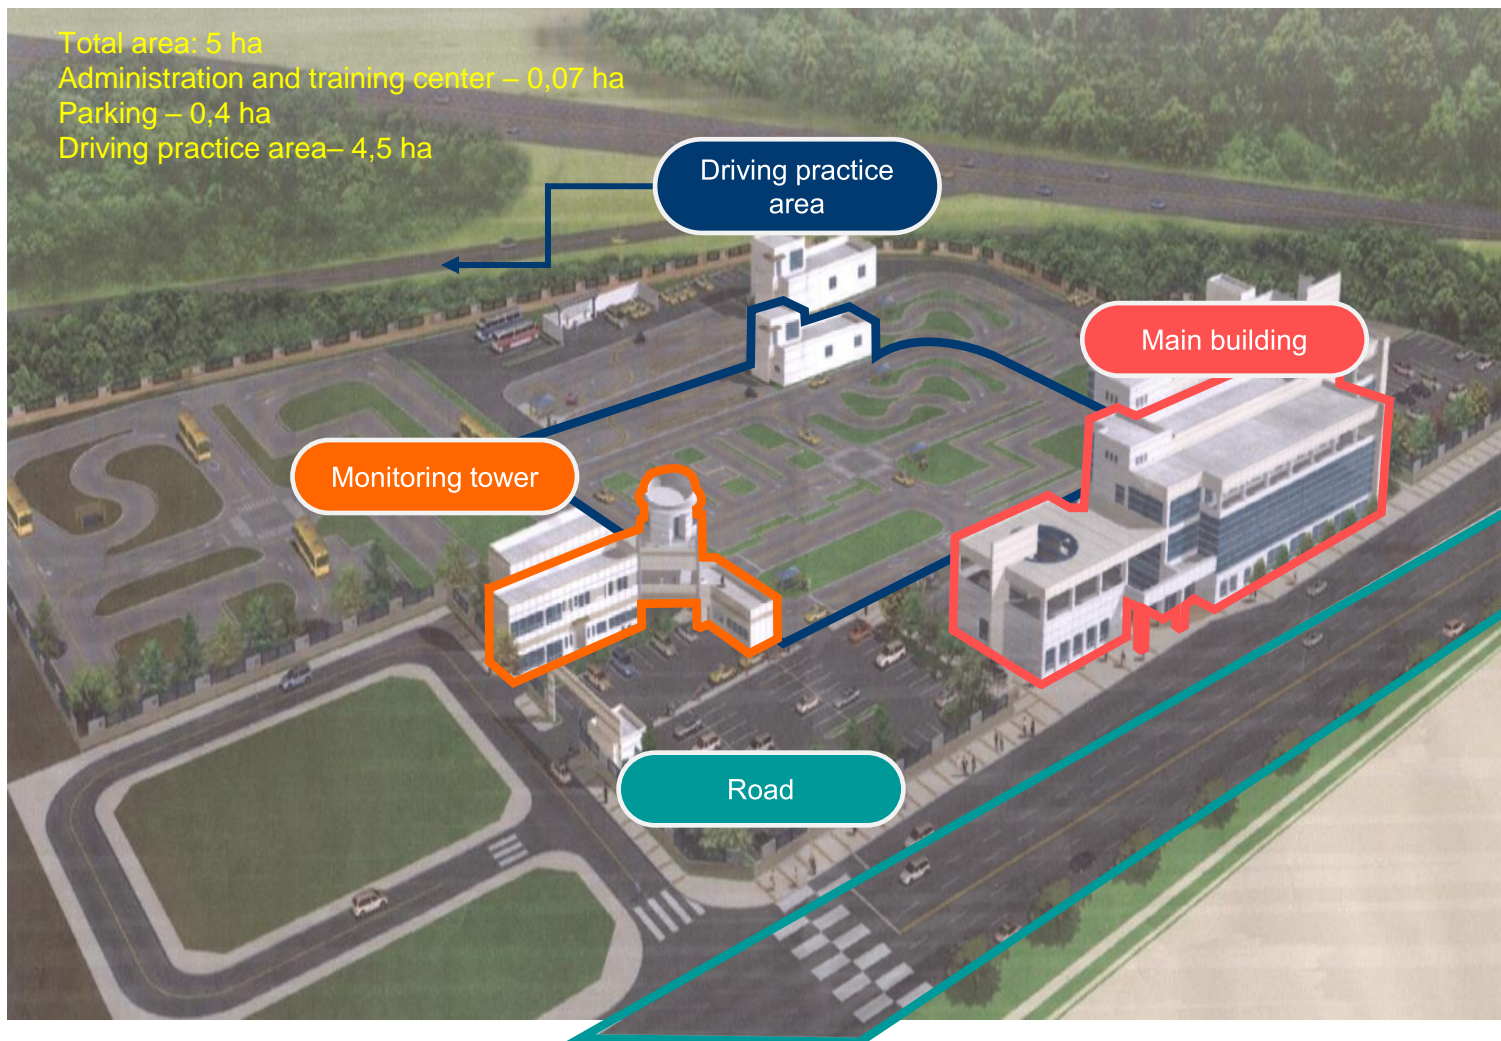 Total area: 5 ha
Administration and training center – 0,07 ha
Parking – 0,4 ha
Driving practice area– 4,5 ha
Driving practice
area
Main building
Monitoring tower
Road